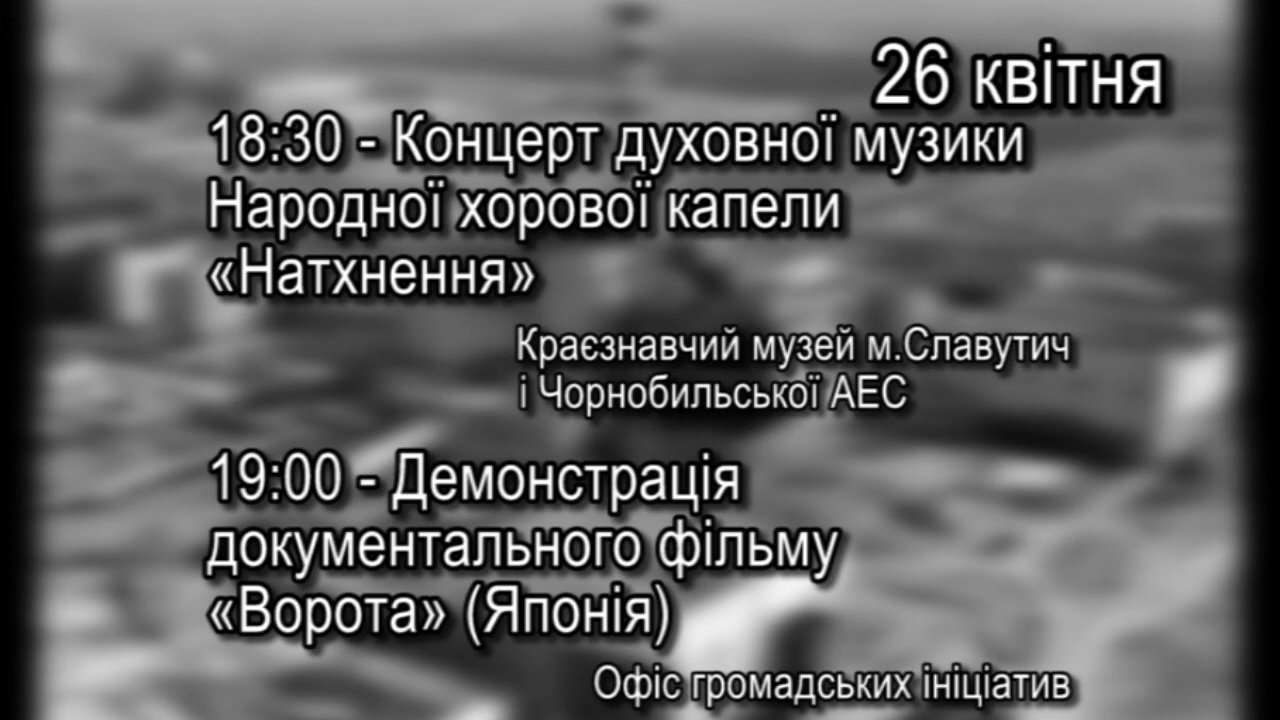 26 квітня
18:30 - Концерт духовної музики
Народної хорової капели
«Натхнення»
Краєзнавчий музей м.Славутич
і Чорнобильської АЕС
19:00 - Демонстрація
документального фільму
«Ворота» (Японія)
Офіс громадських ініціатив